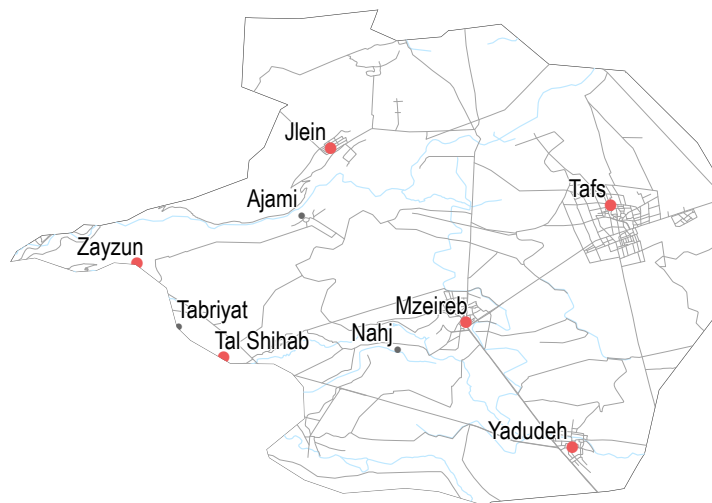 Jlein
Tafs
Ajami
Zayzun
Tabriyat
Mzeireb
Tal Shihab
Nahj
Yadudeh